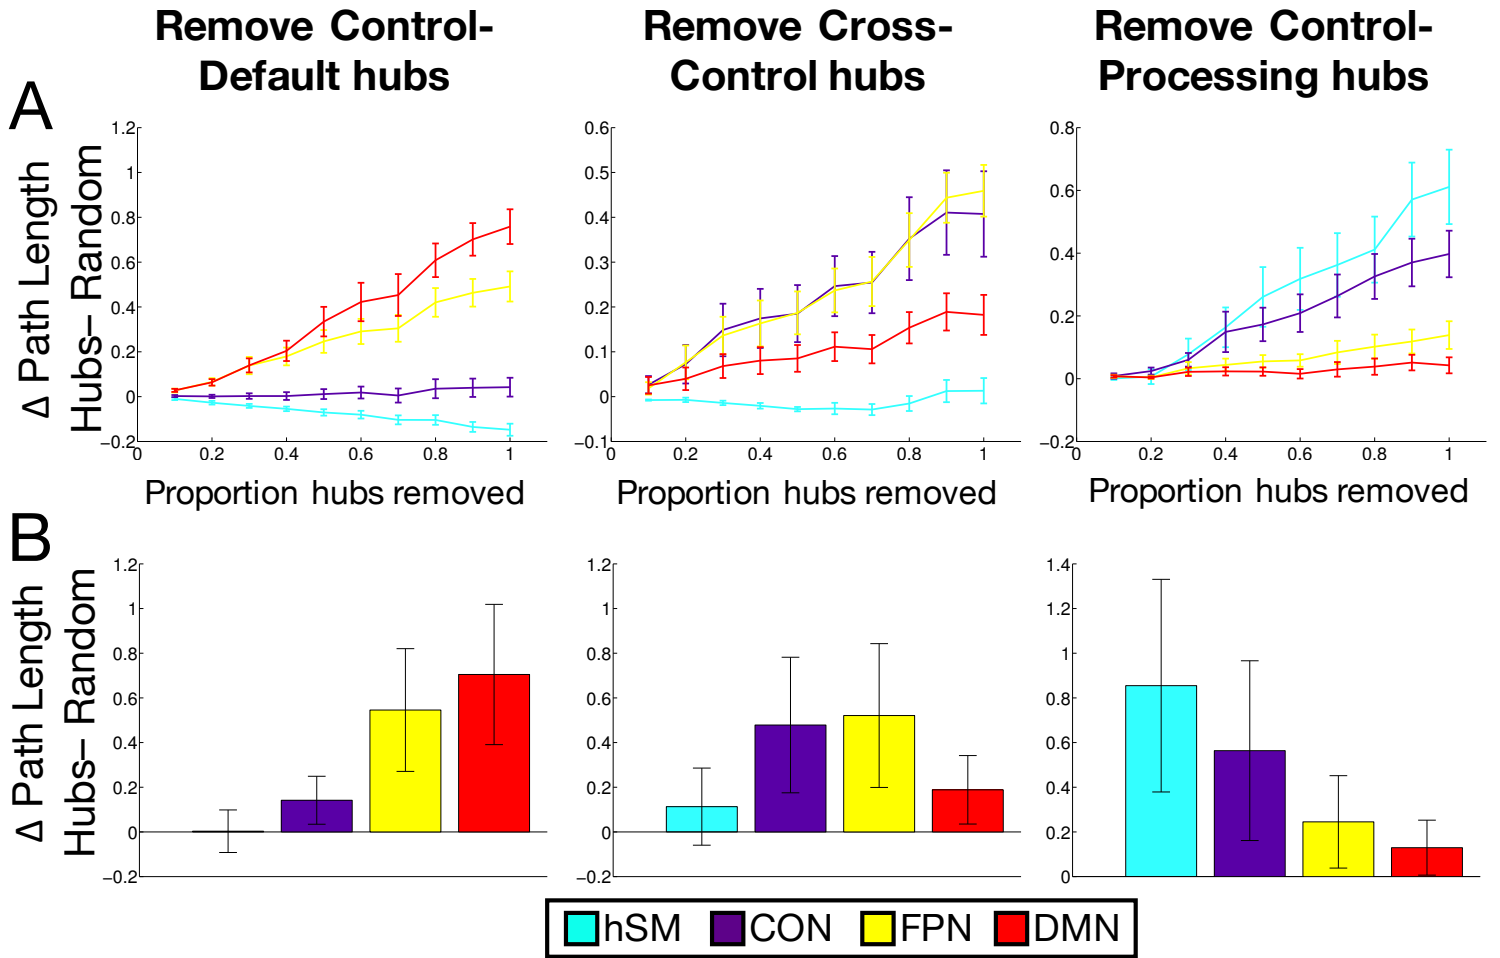 Remove Control-
Default hubs
Remove Cross-
Control hubs
Remove Control-
Processing hubs
A
Δ Path Length
Hubs– Random
1.2
1
0.8
0.6
0.4
0.2
0
−0.2
0 0.2 0.4 0.6 0.8 1
Proportion hubs removed
0.6
0.5
0.4
0.3
0.2
0.1
0
−0.1
0 0.2 0.4 0.6 0.8 1
Proportion hubs removed
0.8
0.6
0.4
0.2
0
−0.2
0 0.2 0.4 0.6 0.8 1
Proportion hubs removed
B
Δ Path Length
Hubs– Random
1.2
1
0.8
0.6
0.4
0.2
0
−0.2
1.2
1
0.8
0.6
0.4
0.2
0
−0.2
1.4
1.2
1
0.8
0.6
0.4
0.2
0
hSM CON FPN DMN